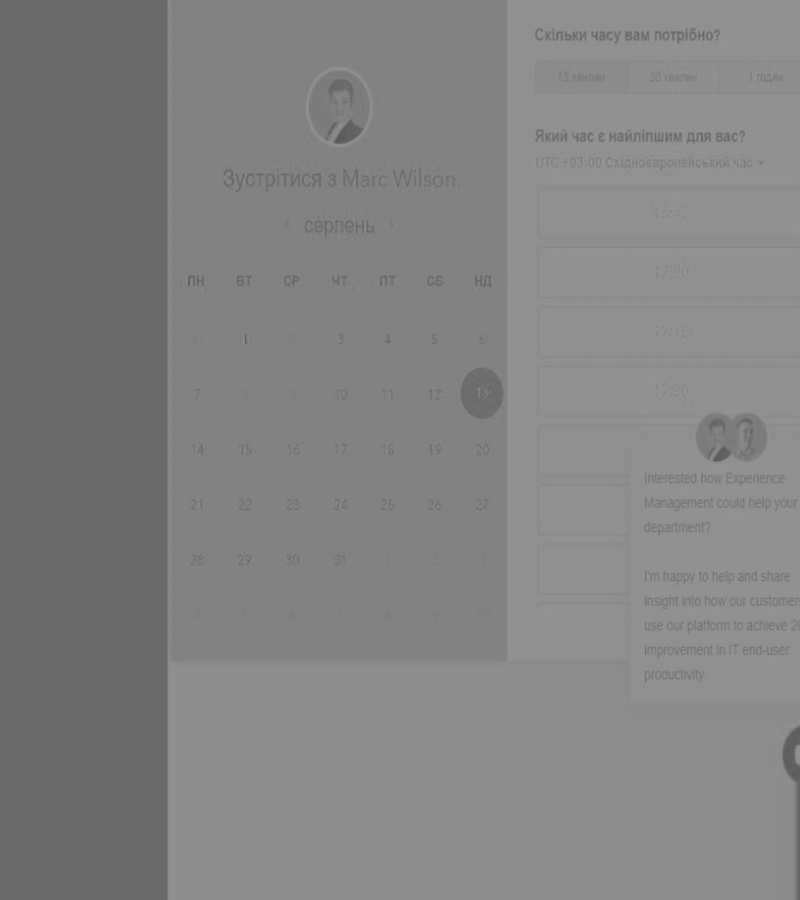 Зустрітися з Marc Wilson
серпень
ПН ВТ СР ЧТ ПТ СБ НД
31 1 2 3 4 5 6
7 8 9 10 11 12 13
14 15 16 17 18 19 20
21 22 23 24 25 26 27
28 29 30 31 1 2 3
4 5 6 7 8 9 10
Скільки часу вам потрібно?
15 хвилин 30 хвилин 1 годин
Який час є найліпшим для вас?
UTC +03:00 Східноєвропейський час
16:45
17:00
17:15
17:30
Interested how Experience
Management could help your
department?
I'm happy to help and share
insight into how our customer
use our platform to achieve
improvement in IT end-user
productivity.